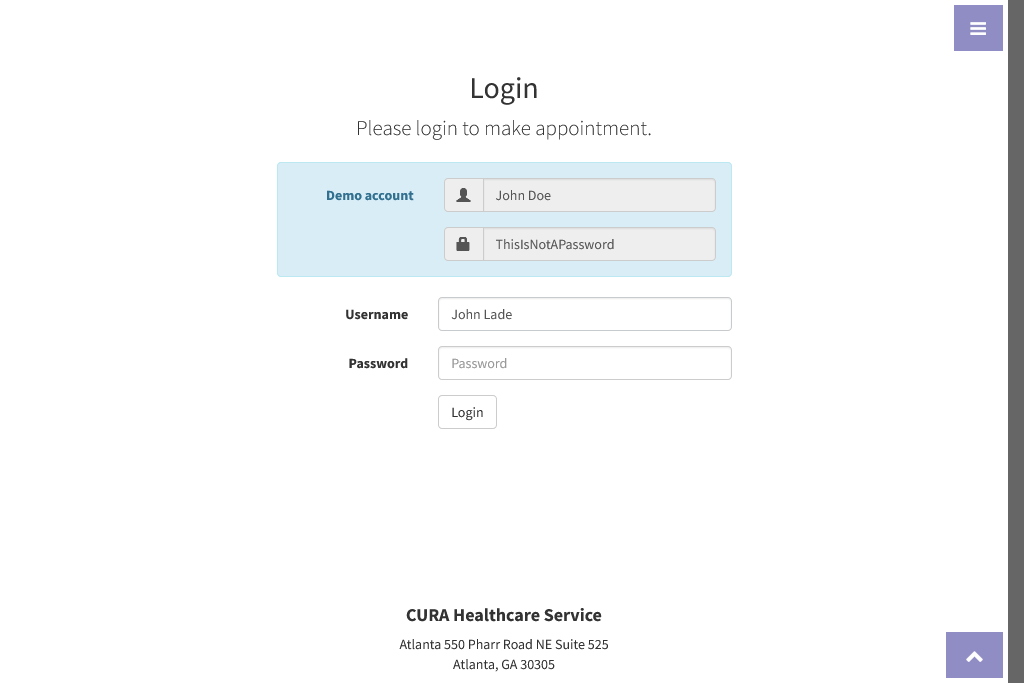 Login
Please login to make appointment.
Demo account
John Doe
ThisIsNotAPassword
Username
John Lade
Password
Password
Login
CURA Healthcare Service
Atlanta 550 Pharr Road NE Suite 525
Atlanta, GA 30305